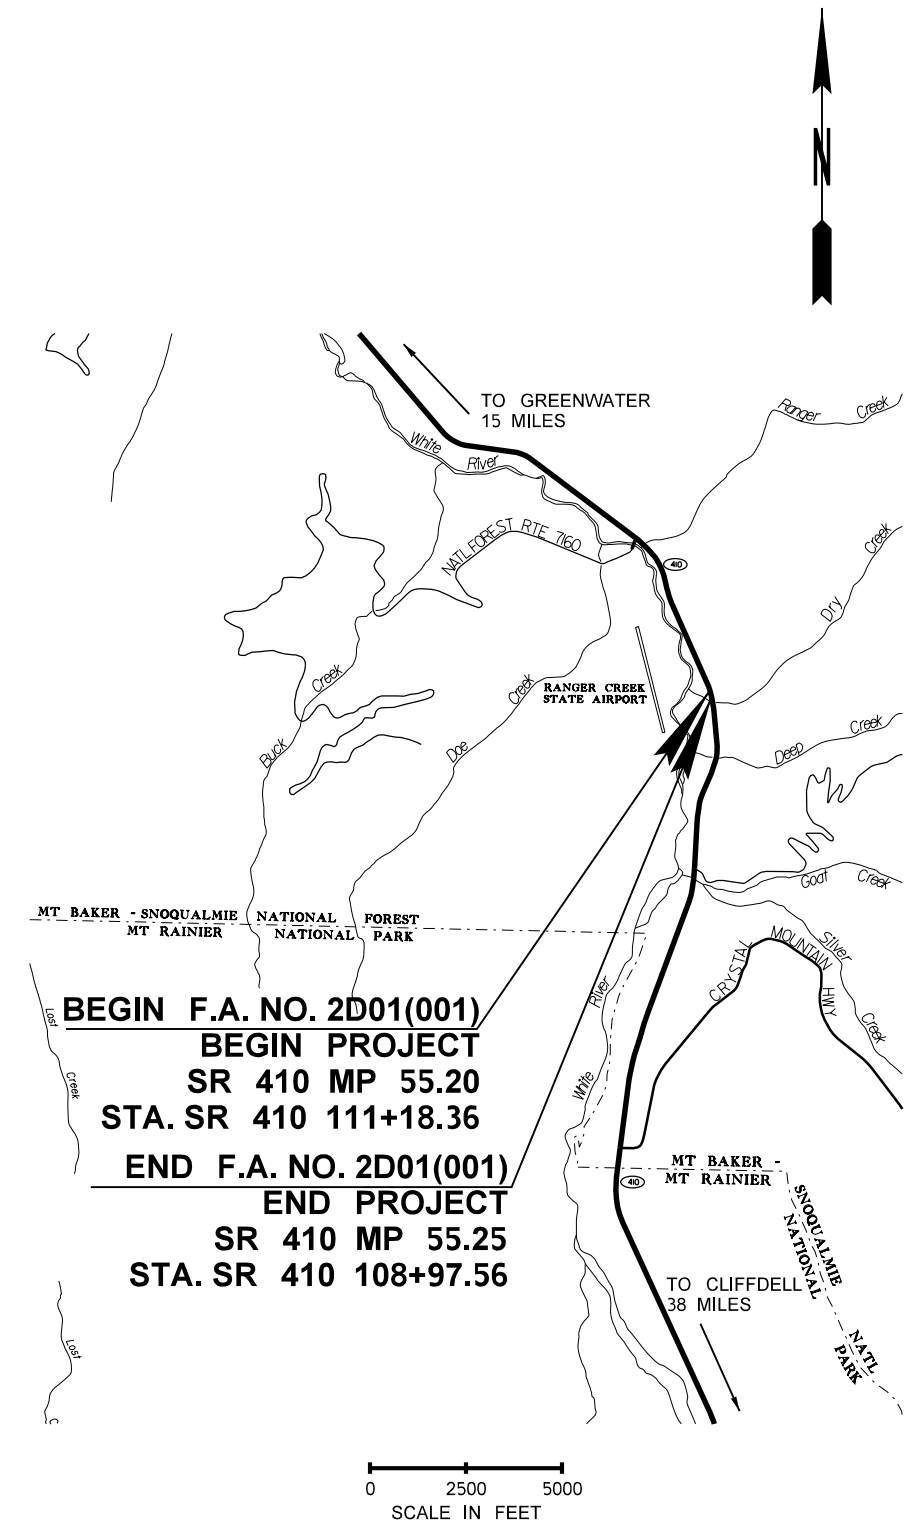 N
TO GREENWATER
15 MILES
Ranger Creek
White River
NATL FOREST RTE 7160
410
Creek
Dry
RANGER CREEK
STATE AIRPORT
Buck Creek
Doe Creek
Deep Creek
Goat Creek
MT BAKER - SNOQUALMIE NATIONAL FOREST
MT RAINIER NATIONAL PARK
Silver Creek
CRYSTAL MOUNTAIN HWY
White River
Lost Creek
BEGIN F.A. NO. 2D01(001)
BEGIN PROJECT
SR 410 MP 55.20
STA. SR 410 111+18.36
END F.A. NO. 2D01(001)
END PROJECT
SR 410 MP 55.25
STA. SR 410 108+97.56
MT BAKER -
MT RAINIER
410
SNOQUALMIE
NATIONAL
TO CLIFFDELL
38 MILES
NATL
PARK
Lost
C
0 2500 5000
SCALE IN FEET